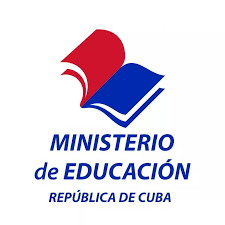 MINISTERIO
de EDUCACIÓN
REPÚBLICA DE CUBA